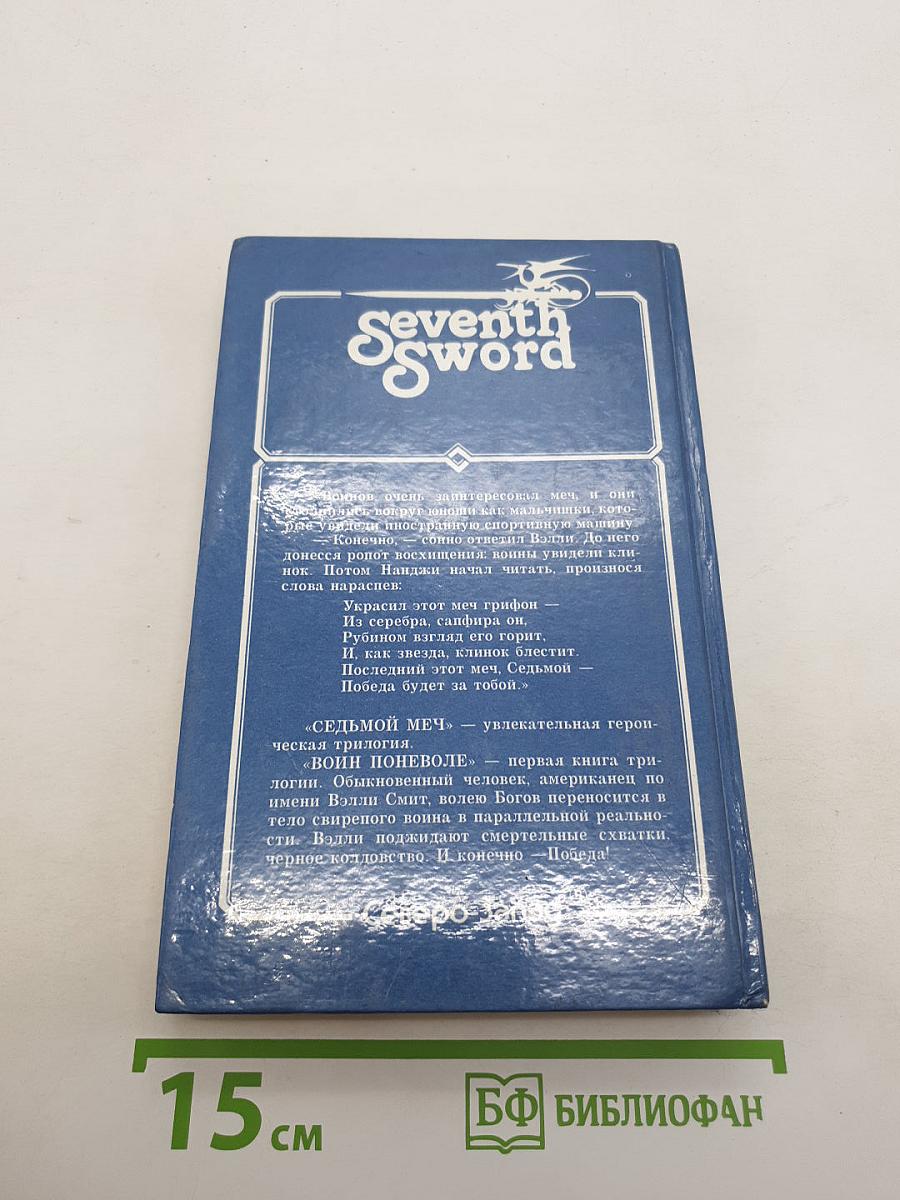 Seventh
Sword
Воинов очень заинтересовал меч, и они
вокруг юноши как мальчишки, кото-
рые увидели иностранную спортивную машину.
— Конечно, — сонно ответил Вэлли. До него
донесся ропот восхищения: воины увидели кли-
нок. Потом Нанджи начал читать, произнося
слова нараспев:
Украсил этот меч грифон —
Из серебра, сапфира он,
Рубином взгляд его горит,
И, как звезда, клинок блестит.
Последний этот меч, Седьмой —
Победа будет за тобой.»
«СЕДЬМОЙ МЕЧ» — увлекательная герои-
ческая трилогия.
«ВОИН ПОНЕВОЛЕ» — первая книга три-
логии. Обыкновенный человек, американец по
имени Вэлли Смит, волею Богов переносится в
тело свирепого воина в параллельной реально-
сти. Вэлли поджидают смертельные схватки,
черное колдовство. И конечно —Победа!
Северо-Запад
15 см
БФ БИБЛИОФАН